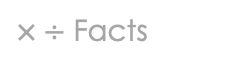 × ÷ Facts